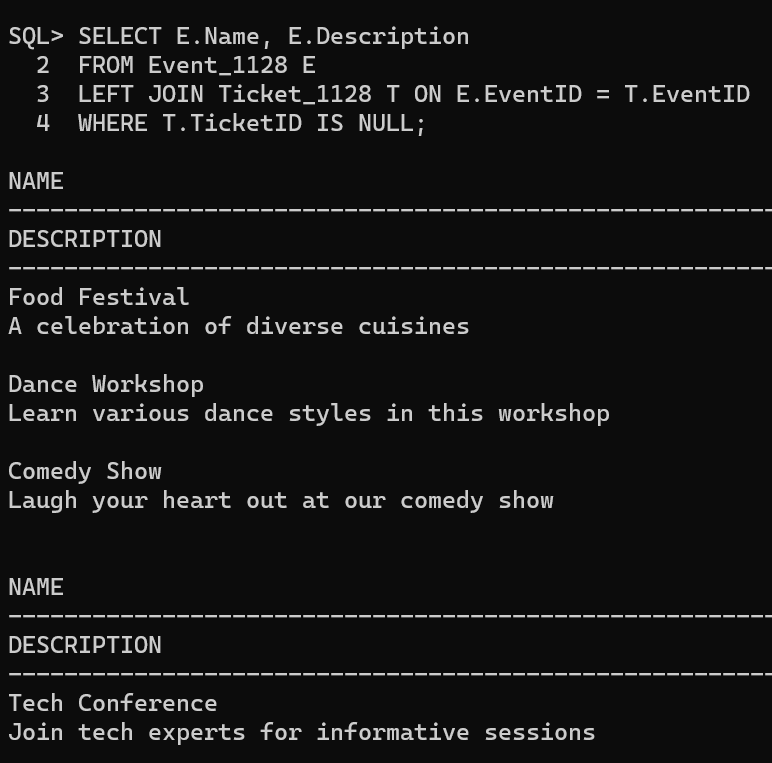 SQL> SELECT E.Name, E.Description
  2  FROM Event_1128 E
  3  LEFT JOIN Ticket_1128 T ON E.EventID = T.EventID
  4  WHERE T.TicketID IS NULL;
NAME
-------------------------------------------------------
DESCRIPTION
-------------------------------------------------------
Food Festival
A celebration of diverse cuisines
Dance Workshop
Learn various dance styles in this workshop
Comedy Show
Laugh your heart out at our comedy show
NAME
-------------------------------------------------------
DESCRIPTION
-------------------------------------------------------
Tech Conference
Join tech experts for informative sessions